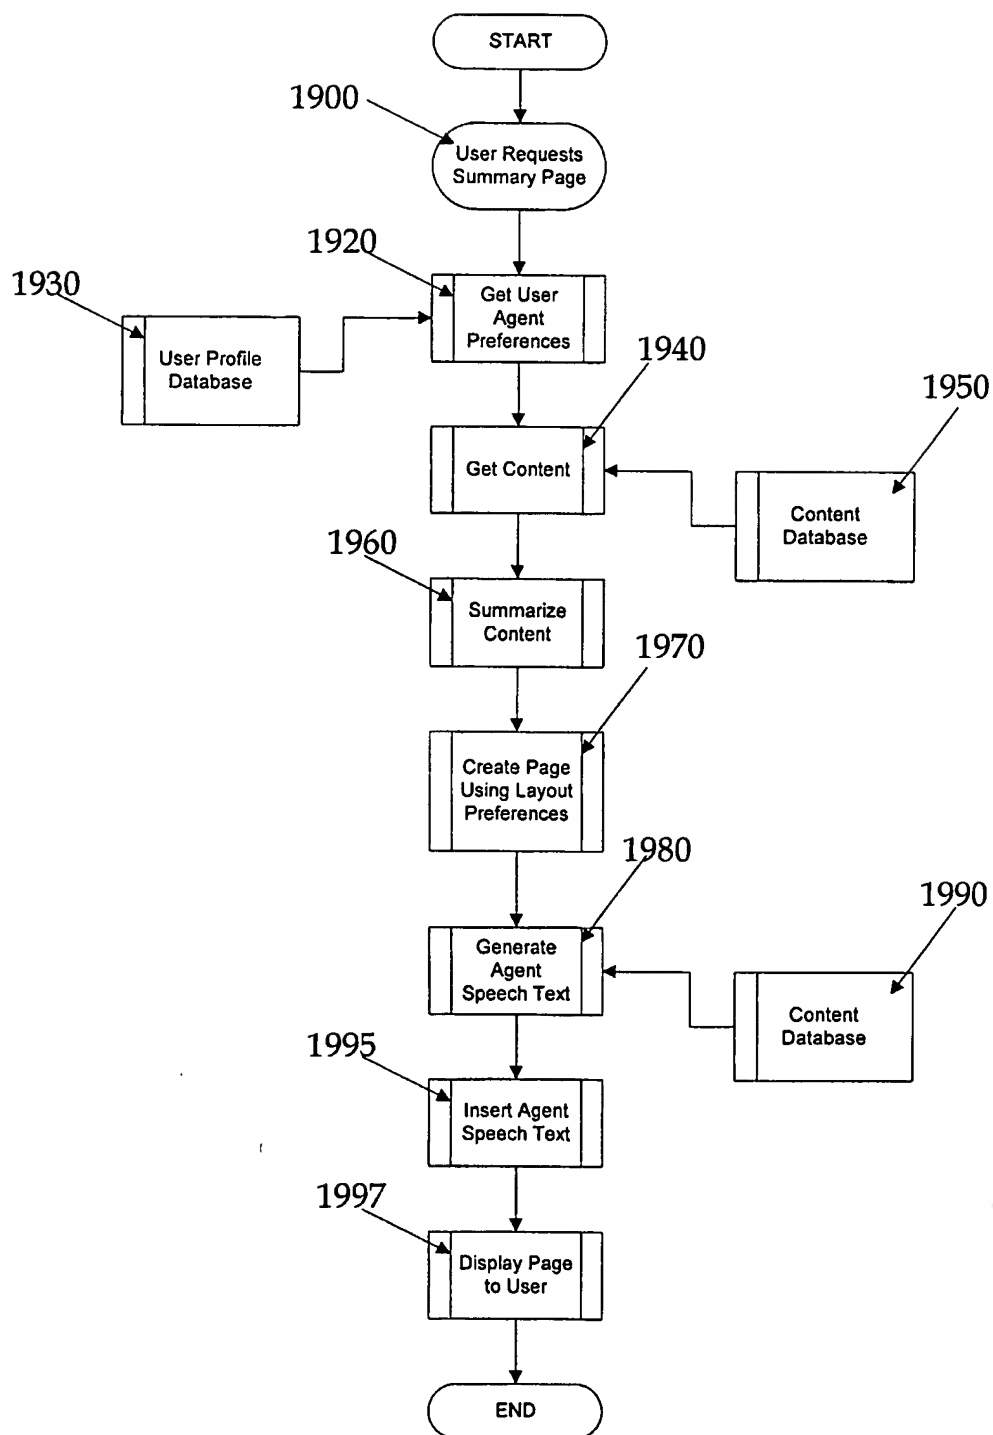 START
1900
User Requests
Summary Page
1920
1930
Get User
Agent
Preferences
User Profile
Database
1940
1950
Get Content
Content
Database
1960
Summarize
Content
1970
Create Page
Using Layout
Preferences
1980
1990
Generate
Agent
Speech Text
Content
Database
1995
Insert Agent
Speech Text
1997
Display Page
to User
END